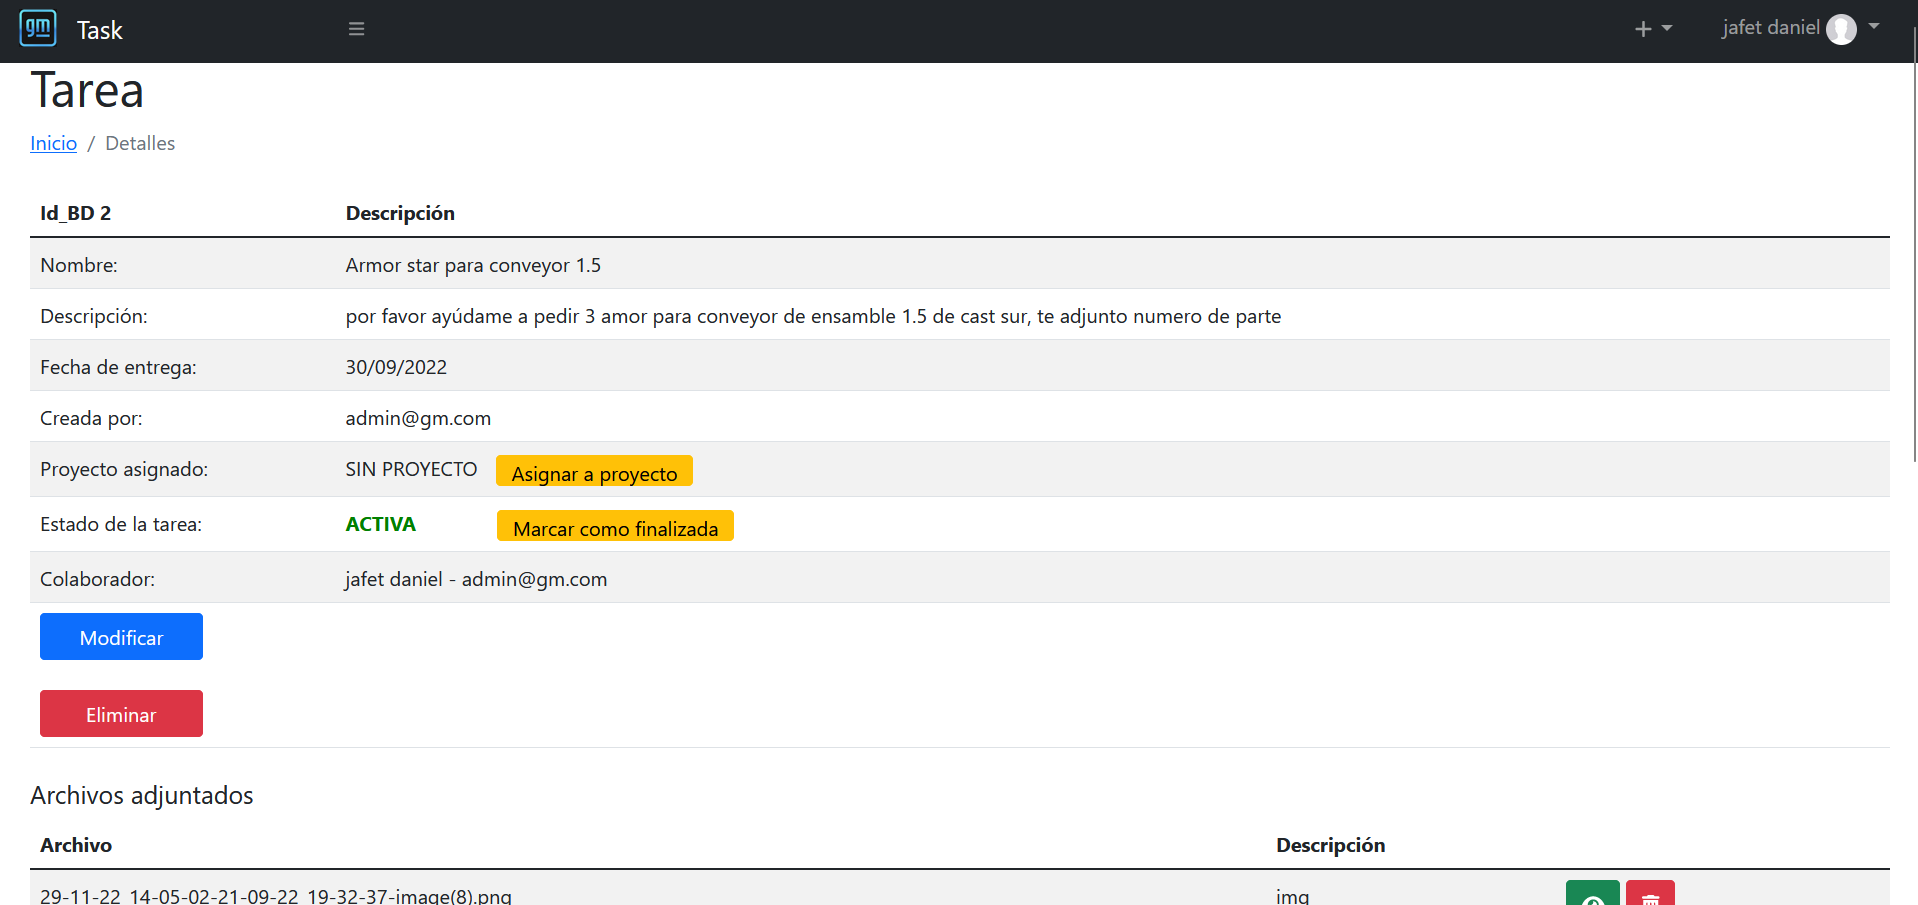 gm Task jafet daniel
Tarea
Inicio / Detalles
Id_BD 2 Descripción
Nombre: Armor star para conveyor 1.5
Descripción: por favor ayúdame a pedir 3 amor para conveyor de ensamble 1.5 de cast sur, te adjunto numero de parte
Fecha de entrega: 30/09/2022
Creada por: admin@gm.com
Proyecto asignado: SIN PROYECTO Asignar a proyecto
Estado de la tarea: ACTIVA Marcar como finalizada
Colaborador: jafet daniel - admin@gm.com
Modificar
Eliminar
Archivos adjuntados
Archivo Descripción
29-11-22_14-05-02-21-09-22_19-32-37-image(8).png img